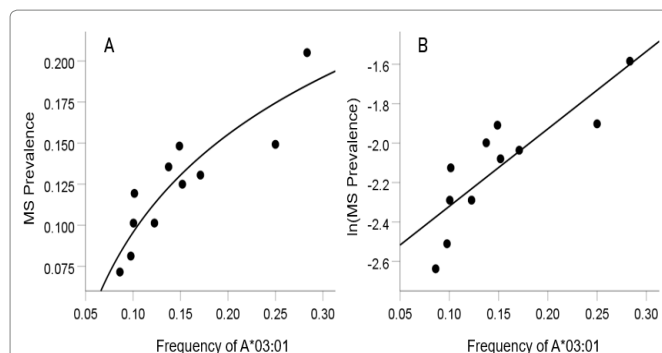 A
MS Prevalence
0.200
0.175
0.150
0.125
0.100
0.075
0.05 0.10 0.15 0.20 0.25 0.30
Frequency of A*03:01
B
ln(MS Prevalence)
-1.6
-1.8
-2.0
-2.2
-2.4
-2.6
0.05 0.10 0.15 0.20 0.25 0.30
Frequency of A*03:01